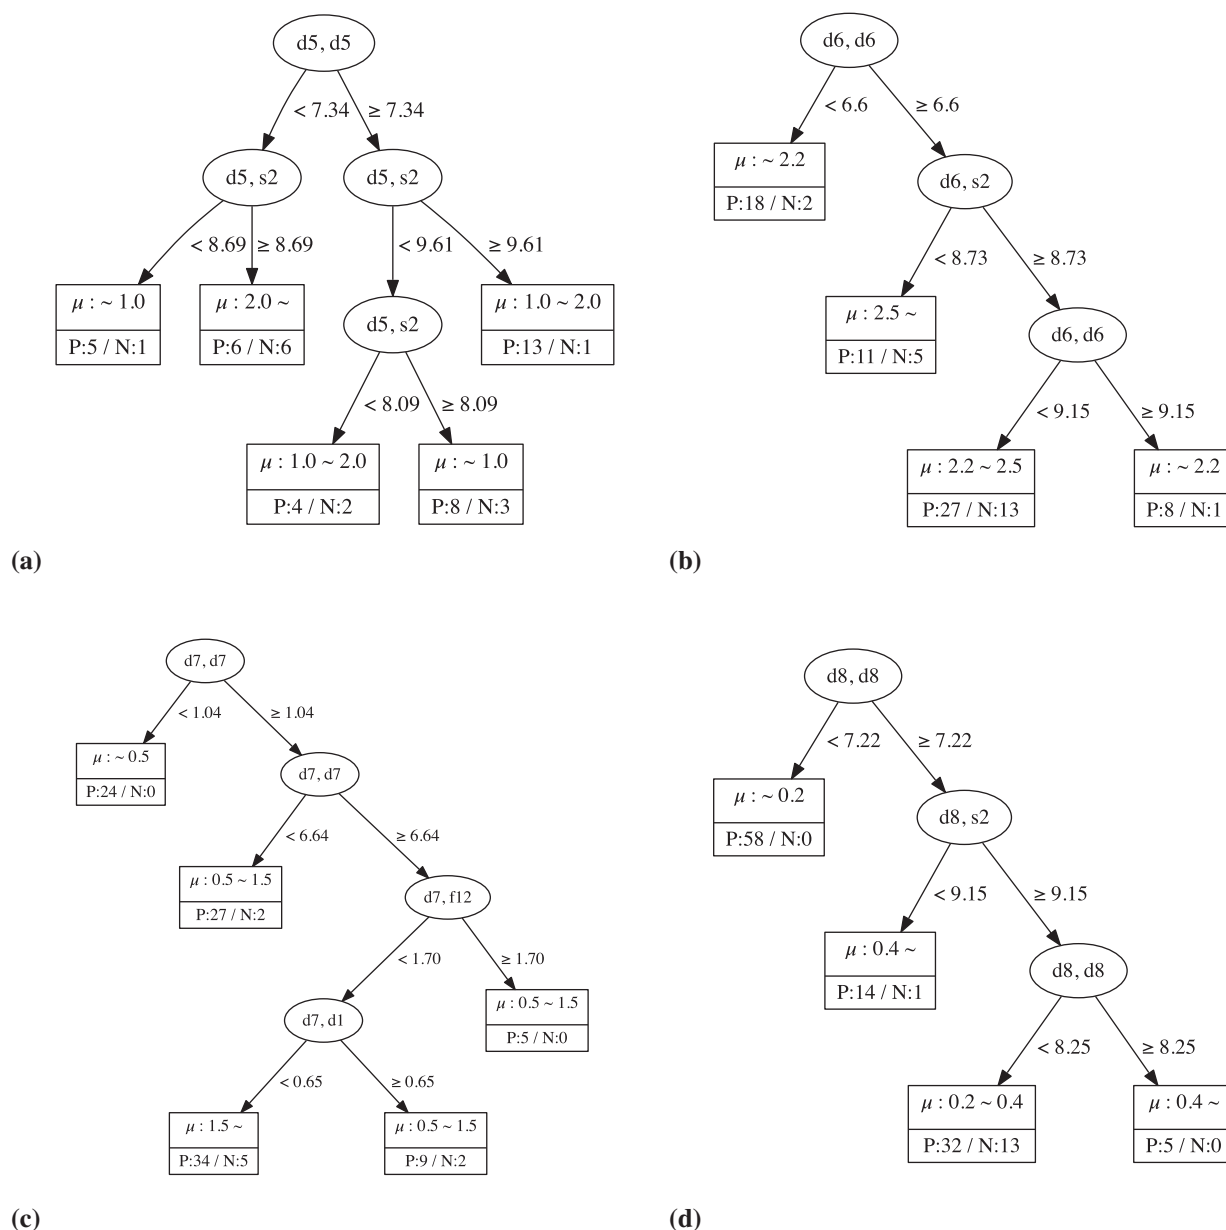 d5, d5
< 7.34
≥ 7.34
d5, s2
d5, s2
< 8.69
≥ 8.69
< 9.61
≥ 9.61
μ : ~ 1.0
P:5 / N:1
μ : 2.0 ~
P:6 / N:6
d5, s2
μ : 1.0 ~ 2.0
P:13 / N:1
< 8.09
≥ 8.09
μ : 1.0 ~ 2.0
P:4 / N:2
μ : ~ 1.0
P:8 / N:3
(a)
d6, d6
< 6.6
≥ 6.6
μ : ~ 2.2
P:18 / N:2
d6, s2
< 8.73
≥ 8.73
μ : 2.5 ~
P:11 / N:5
d6, d6
< 9.15
≥ 9.15
μ : 2.2 ~ 2.5
P:27 / N:13
μ : ~ 2.2
P:8 / N:1
(b)
d7, d7
< 1.04
≥ 1.04
μ : ~ 0.5
P:24 / N:0
d7, d7
< 6.64
≥ 6.64
μ : 0.5 ~ 1.5
P:27 / N:2
d7, f12
< 1.70
≥ 1.70
d7, d1
μ : 0.5 ~ 1.5
P:5 / N:0
< 0.65
≥ 0.65
μ : 1.5 ~
P:34 / N:5
μ : 0.5 ~ 1.5
P:9 / N:2
(c)
d8, d8
< 7.22
≥ 7.22
μ : ~ 0.2
P:58 / N:0
d8, s2
< 9.15
≥ 9.15
μ : 0.4 ~
P:14 / N:1
d8, d8
< 8.25
≥ 8.25
μ : 0.2 ~ 0.4
P:32 / N:13
μ : 0.4 ~
P:5 / N:0
(d)